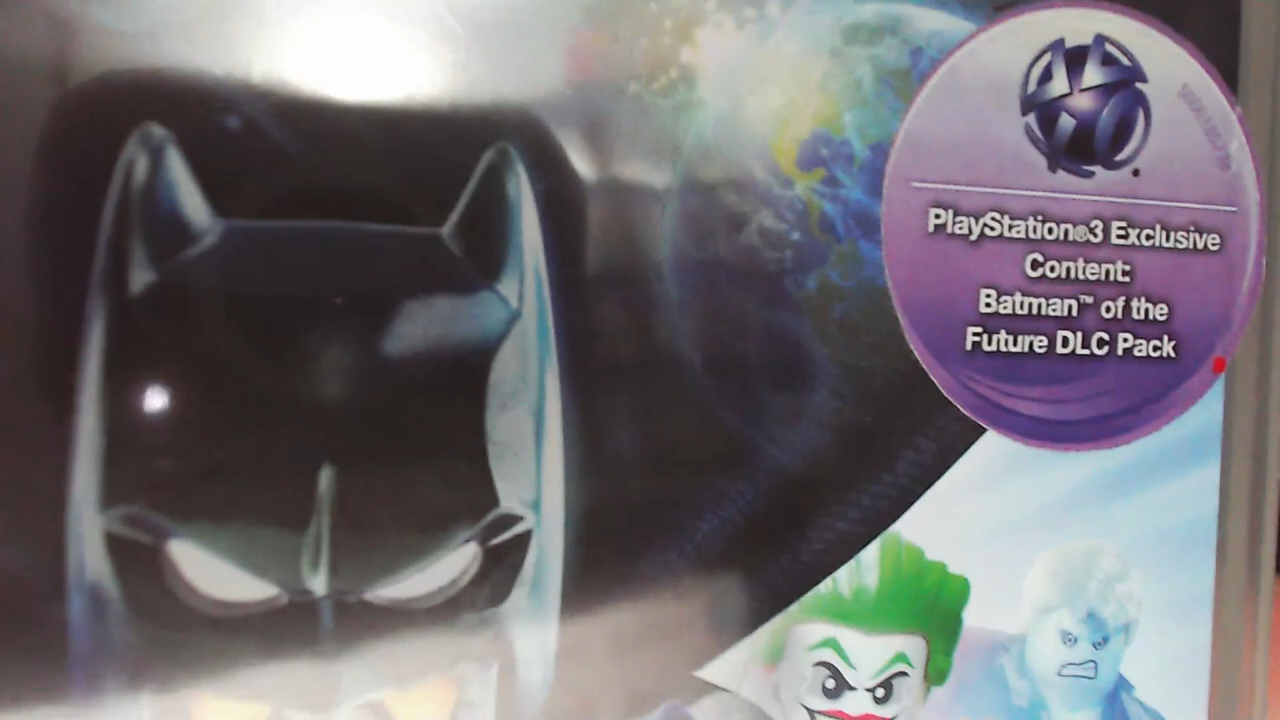 PlayStation®3 Exclusive
Content:
Batman™ of the
Future DLC Pack